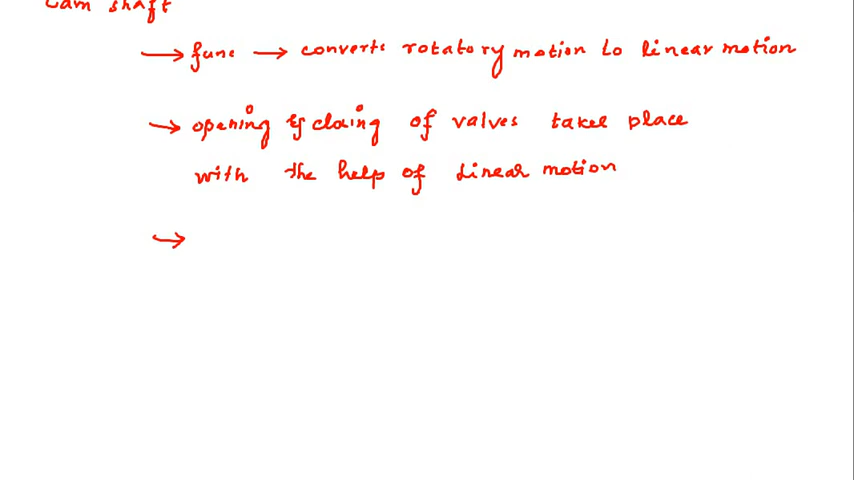 Cam shaft
→ func → converts rotatory motion to linear motion
→ opening & closing of valves takes place
with the help of linear motion
→